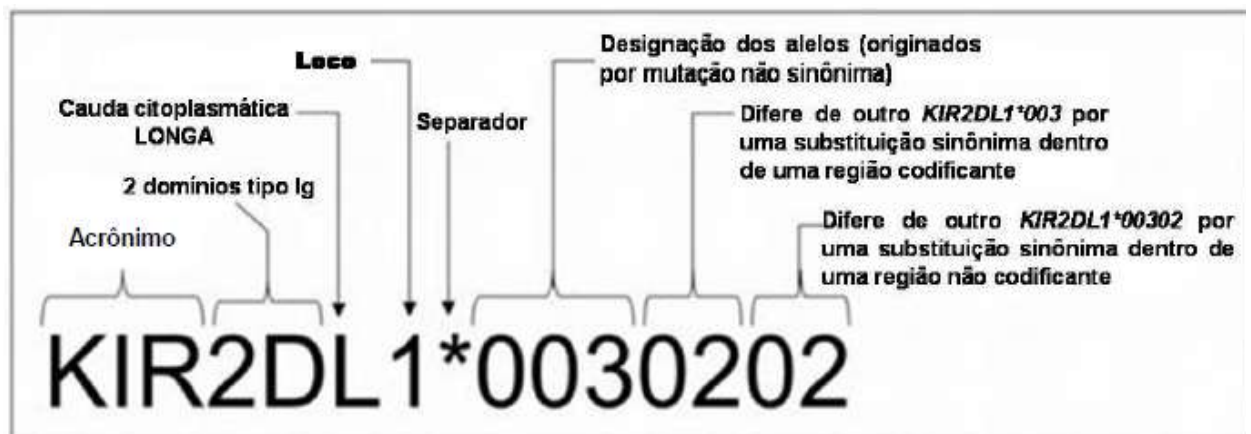 Loco
Designação dos alelos (originados
por mutação não sinônima)
Cauda citoplasmática
LONGA
Separador
Difere de outro KIR2DL1*003 por
uma substituição sinônima dentro
de uma região codificante
2 domínios tipo Ig
Difere de outro KIR2DL1*00302 por
uma substituição sinônima dentro de
uma região não codificante
Acrônimo
KIR2DL1*0030202